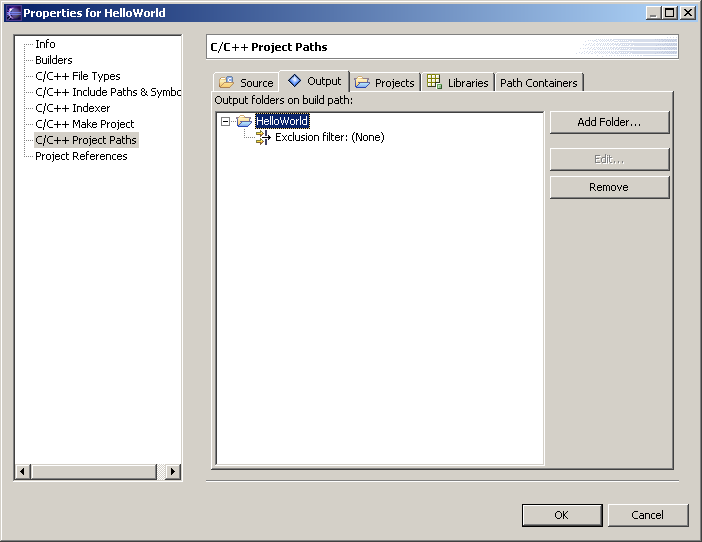 Properties for HelloWorld
Info
Builders
C/C++ File Types
C/C++ Include Paths & Symbo
C/C++ Indexer
C/C++ Make Project
C/C++ Project Paths
Project References
C/C++ Project Paths
Source Output Projects Libraries Path Containers
Output folders on build path:
HelloWorld
Exclusion filter: (None)
Add Folder...
Edit...
Remove
OK Cancel